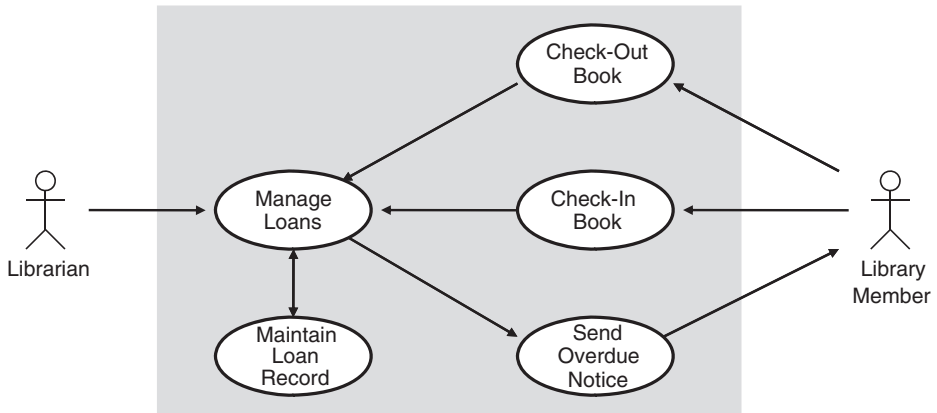 Check-Out
Book
Manage
Loans
Check-In
Book
Librarian
Library
Member
Maintain
Loan
Record
Send
Overdue
Notice